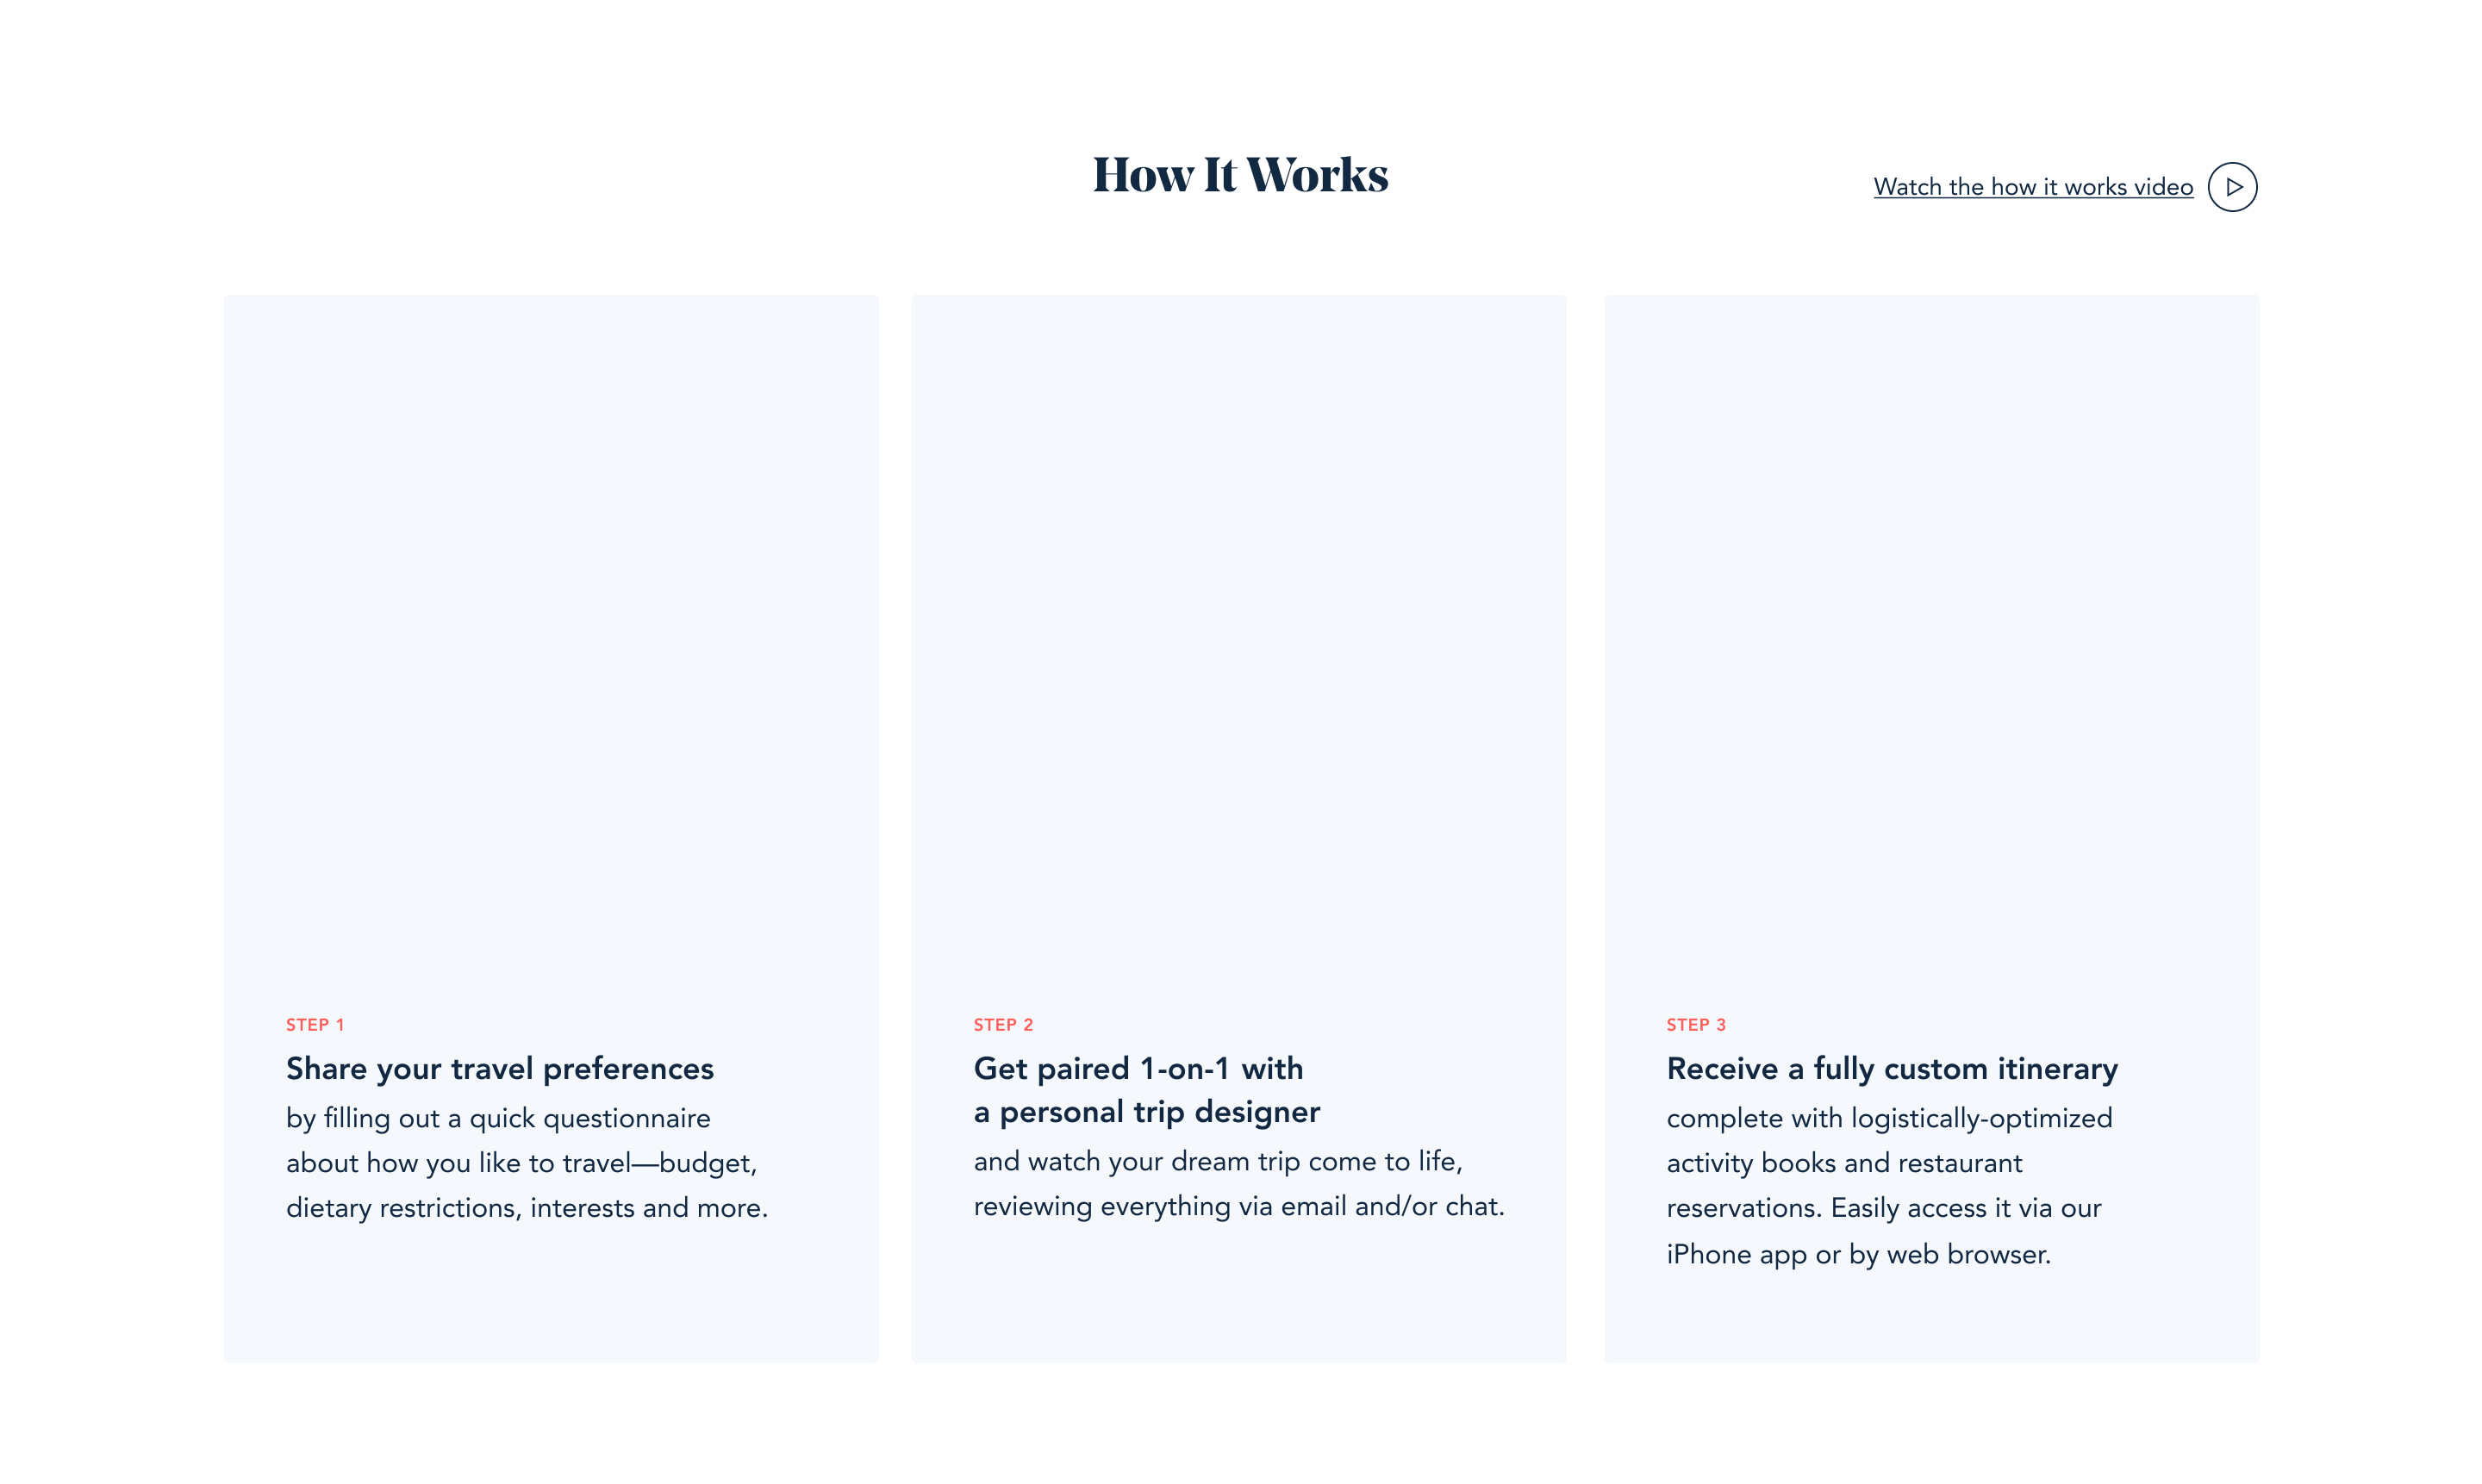 How It Works
Watch the how it works video
STEP 1
Share your travel preferences
by filling out a quick questionnaire
about how you like to travel—budget,
dietary restrictions, interests and more.
STEP 2
Get paired 1-on-1 with
a personal trip designer
and watch your dream trip come to life,
reviewing everything via email and/or chat.
STEP 3
Receive a fully custom itinerary
complete with logistically-optimized
activity books and restaurant
reservations. Easily access it via our
iPhone app or by web browser.